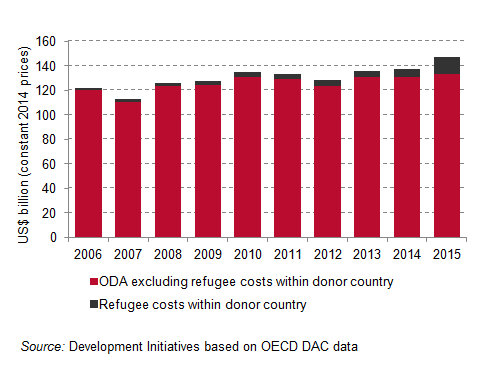 US$ billion (constant 2014 prices)
160
140
120
100
80
60
40
20
0
2006 2007 2008 2009 2010 2011 2012 2013 2014 2015
ODA excluding refugee costs within donor country
Refugee costs within donor country
Source: Development Initiatives based on OECD DAC data